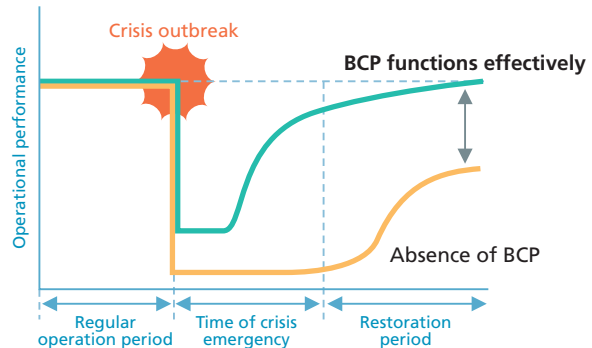 Crisis outbreak
BCP functions effectively
Operational performance
Absence of BCP
Regular
operation period
Time of crisis
emergency
Restoration
period